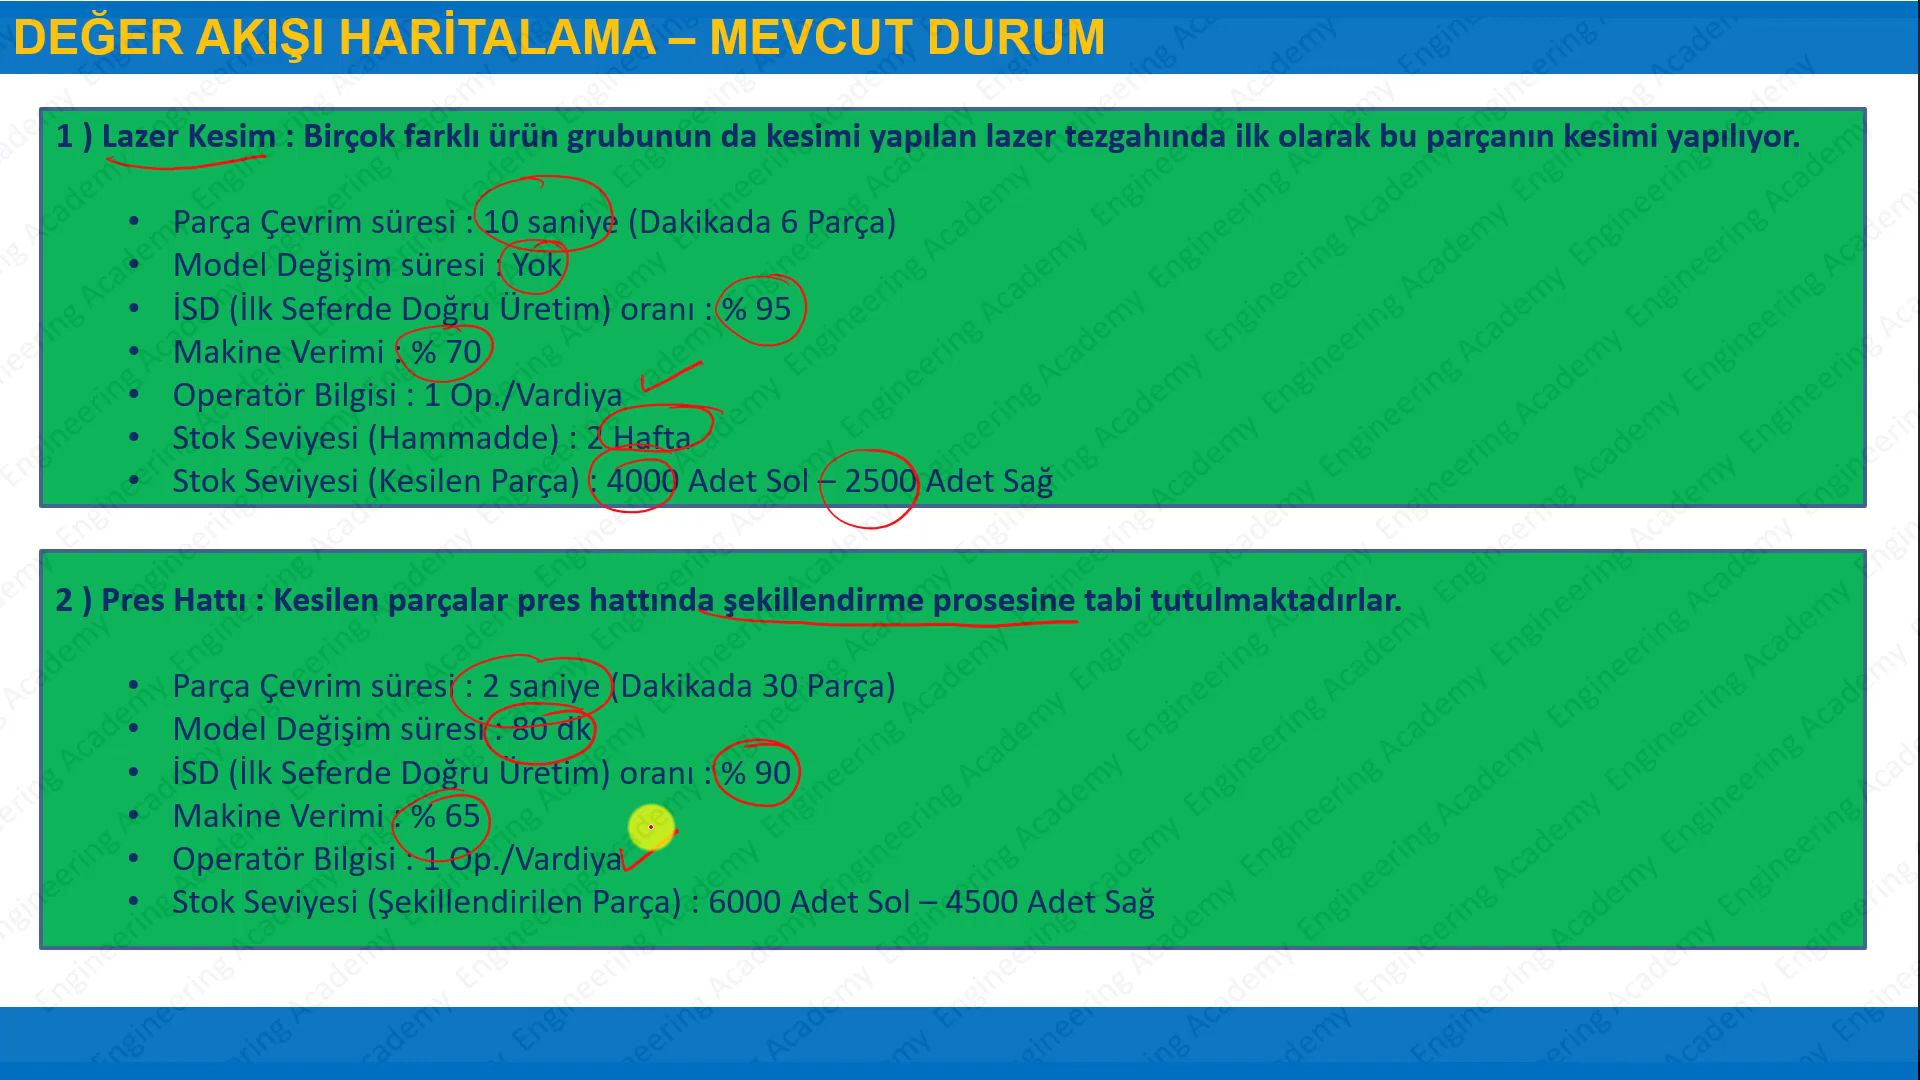 DEĞER AKIŞI HARİTALAMA – MEVCUT DURUM
1 ) Lazer Kesim : Birçok farklı ürün grubunun da kesimi yapılan lazer tezgahında ilk olarak bu parçanın kesimi yapılıyor.
• Parça Çevrim süresi : 10 saniye (Dakikada 6 Parça)
• Model Değişim süresi : Yok
• İSD (İlk Seferde Doğru Üretim) oranı : % 95
• Makine Verimi : % 70
• Operatör Bilgisi : 1 Op./Vardiya
• Stok Seviyesi (Hammadde) : 2 Hafta
• Stok Seviyesi (Kesilen Parça) : 4000 Adet Sol – 2500 Adet Sağ
2 ) Pres Hattı : Kesilen parçalar pres hattında şekillendirme prosesine tabi tutulmaktadırlar.
• Parça Çevrim süresi : 2 saniye (Dakikada 30 Parça)
• Model Değişim süresi : 80 dk
• İSD (İlk Seferde Doğru Üretim) oranı : % 90
• Makine Verimi : % 65
• Operatör Bilgisi : 1 Op./Vardiya
• Stok Seviyesi (Şekillendirilen Parça) : 6000 Adet Sol – 4500 Adet Sağ
Engineering Academy